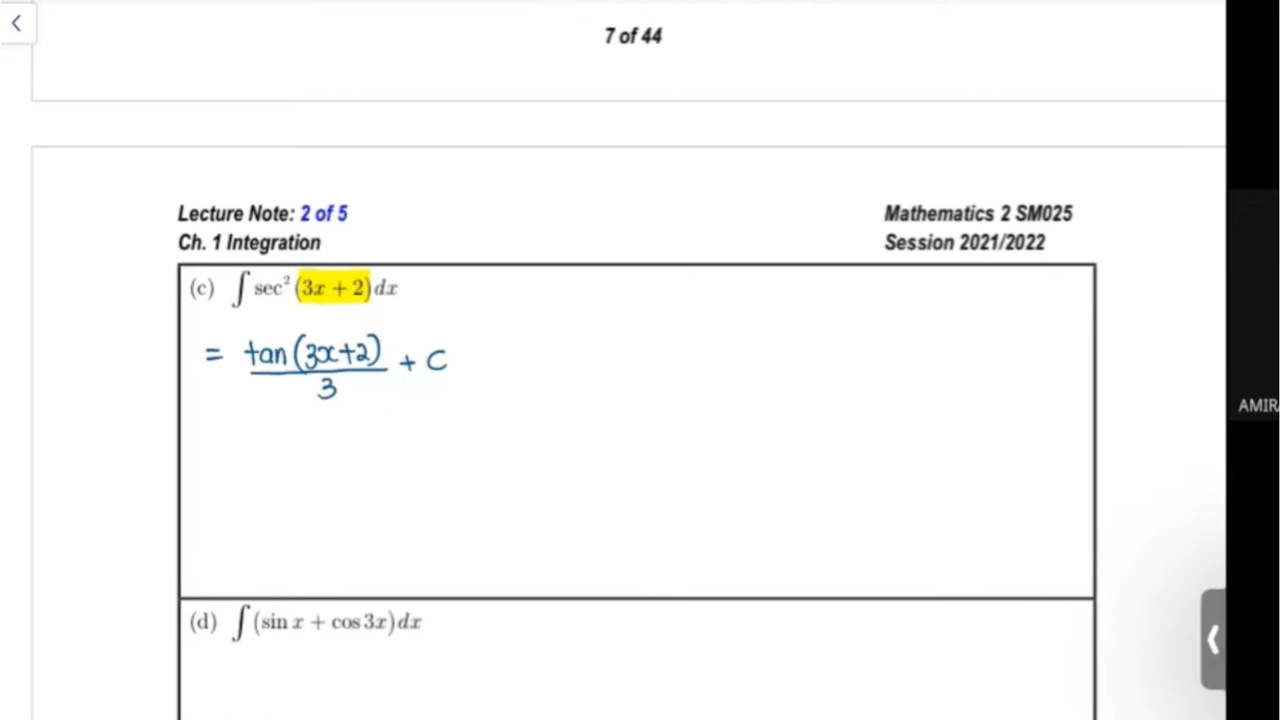 7 of 44
Lecture Note: 2 of 5
Mathematics 2 SM025
Ch. 1 Integration
Session 2021/2022
(c) ∫ sec² (3x + 2) dx
= tan(3x+2)/3 + C
AMIR
(d) ∫ (sin x + cos 3x) dx